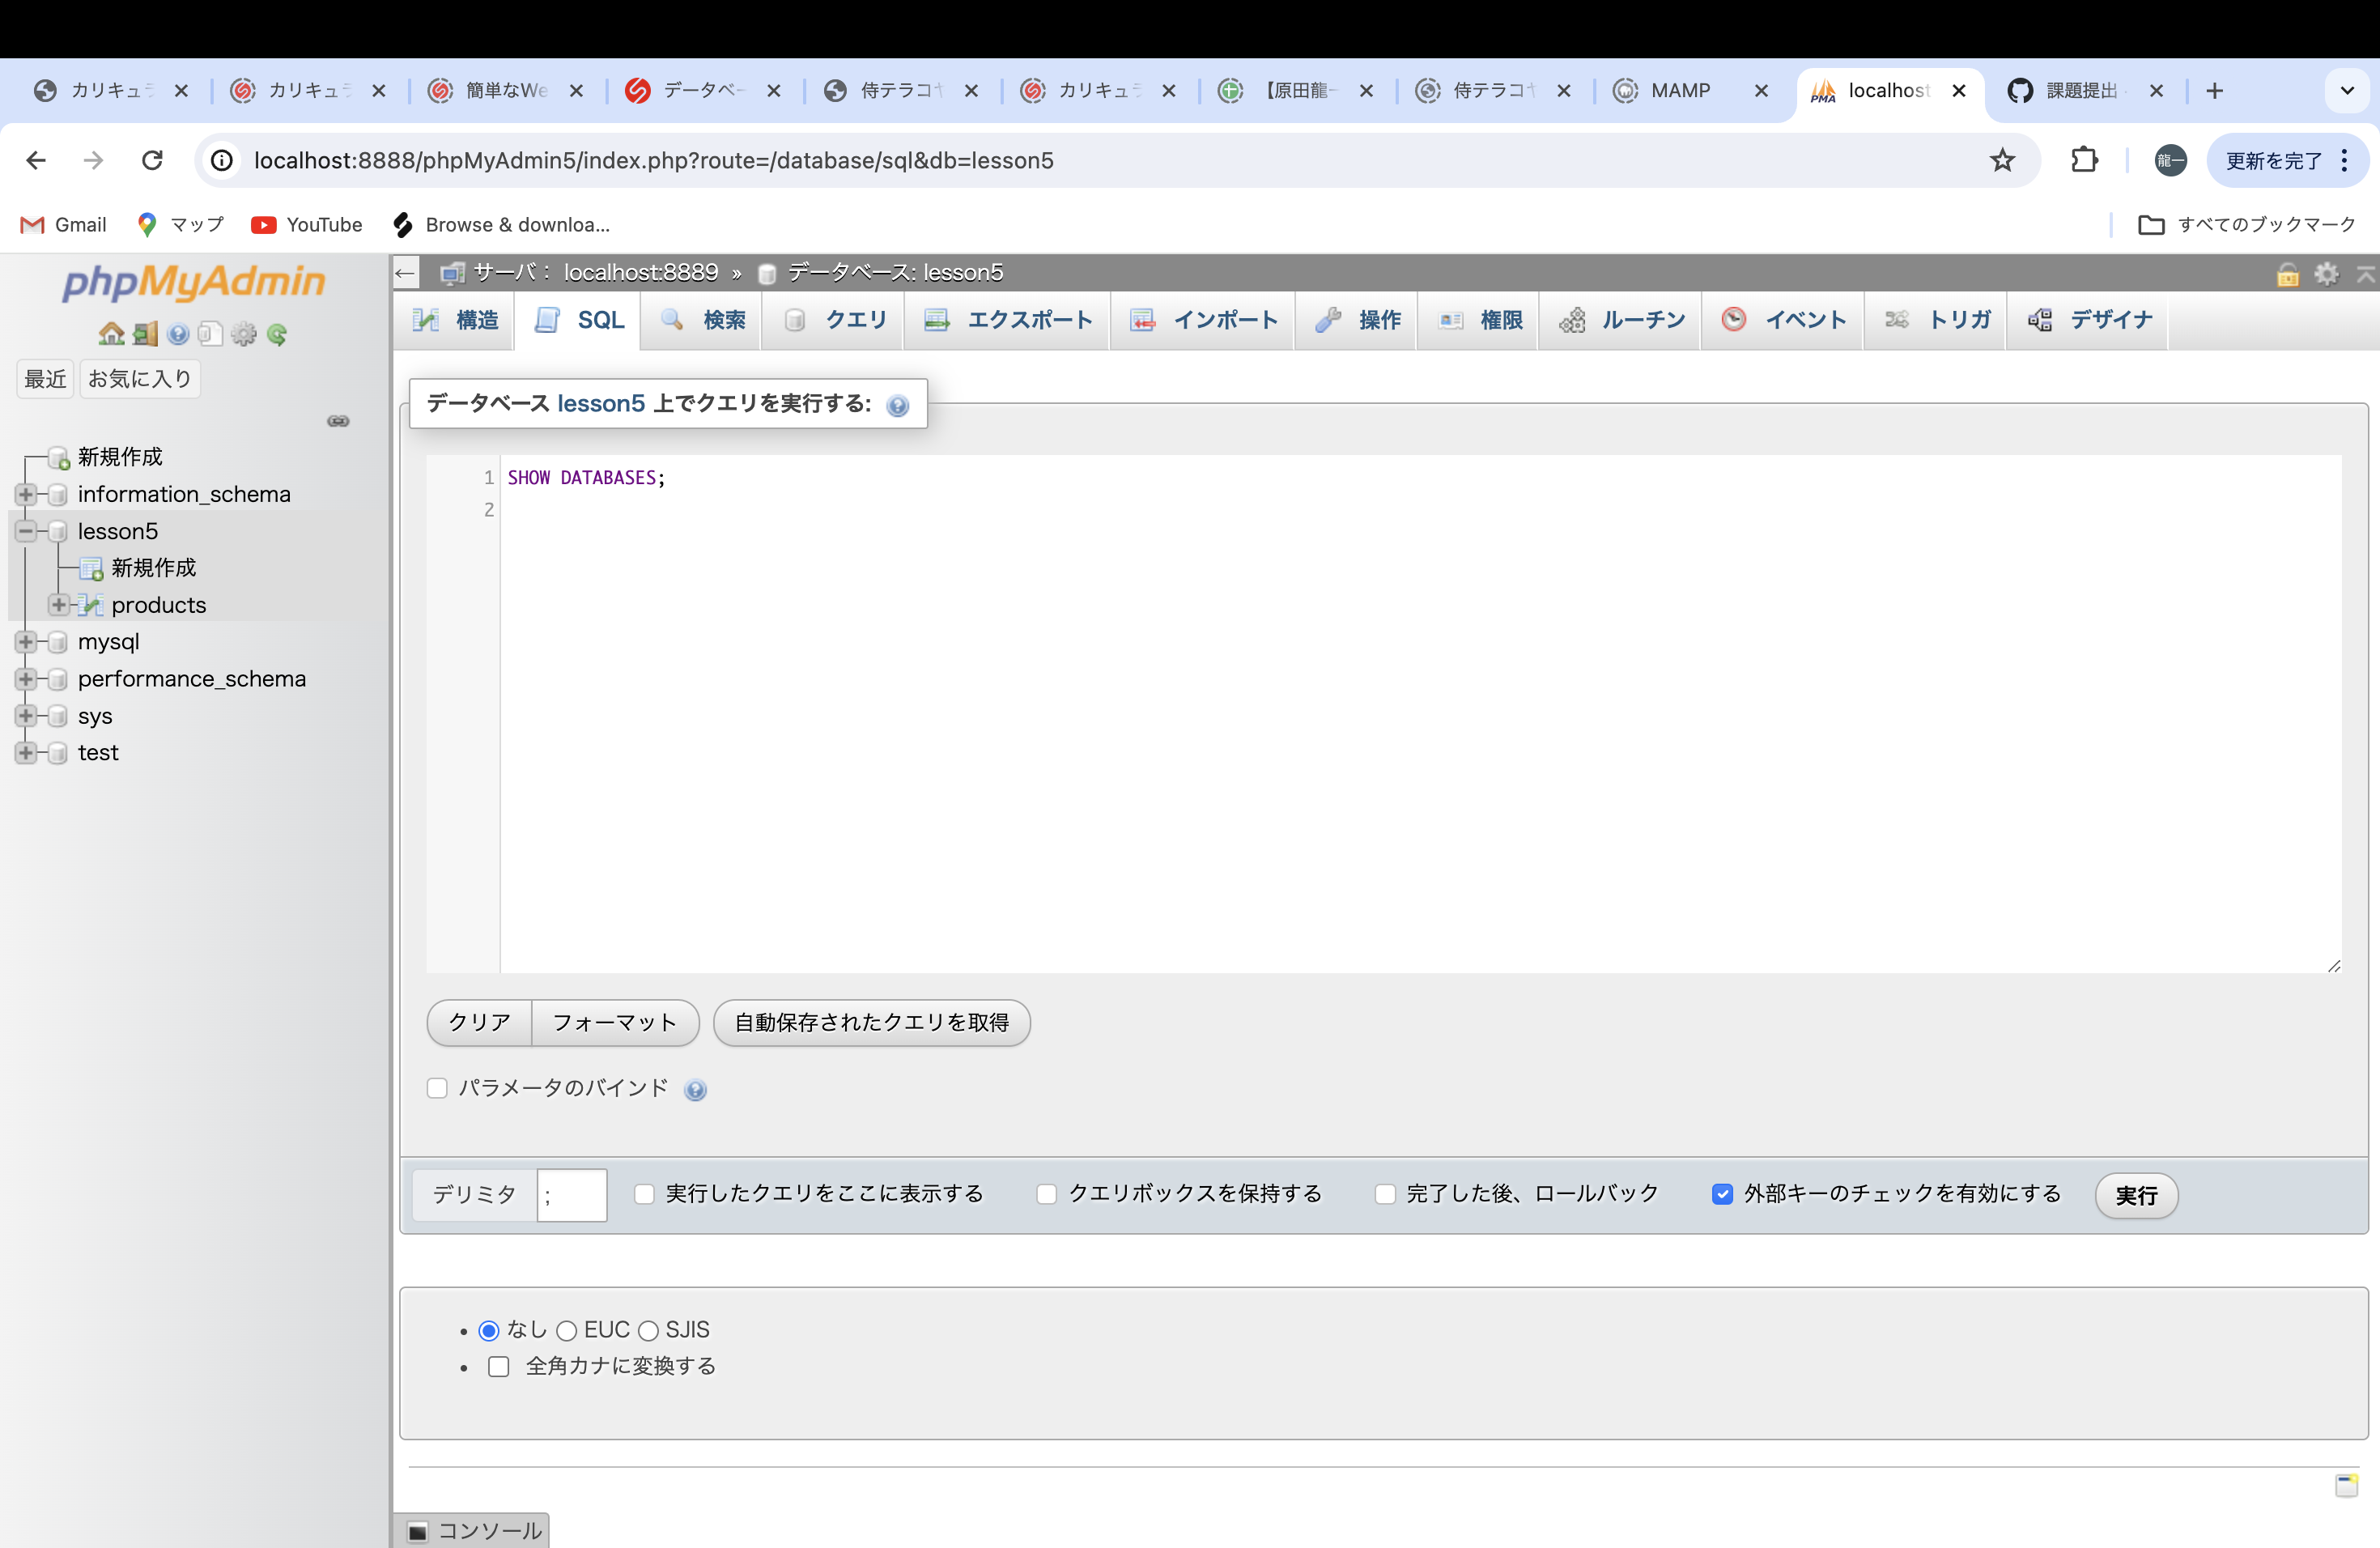 カリキュラ
カリキュラ
簡単なWe
データベー
侍テラコヤ
カリキュラ
【原田龍一
侍テラコヤ
MAMP
localhost
課題提出
localhost:8888/phpMyAdmin5/index.php?route=/database/sql&db=lesson5
龍一
更新を完了
Gmail
マップ
YouTube
Browse & downloa...
すべてのブックマーク
phpMyAdmin
最近
お気に入り
新規作成
information_schema
lesson5
新規作成
products
mysql
performance_schema
sys
test
サーバ： localhost:8889 » データベース: lesson5
構造
SQL
検索
クエリ
エクスポート
インポート
操作
権限
ルーチン
イベント
トリガ
デザイナ
データベース lesson5 上でクエリを実行する:
1 SHOW DATABASES;
2
クリア
フォーマット
自動保存されたクエリを取得
パラメータのバインド
デリミタ ;
実行したクエリをここに表示する
クエリボックスを保持する
完了した後、ロールバック
外部キーのチェックを有効にする
実行
なし EUC SJIS
全角カナに変換する
コンソール